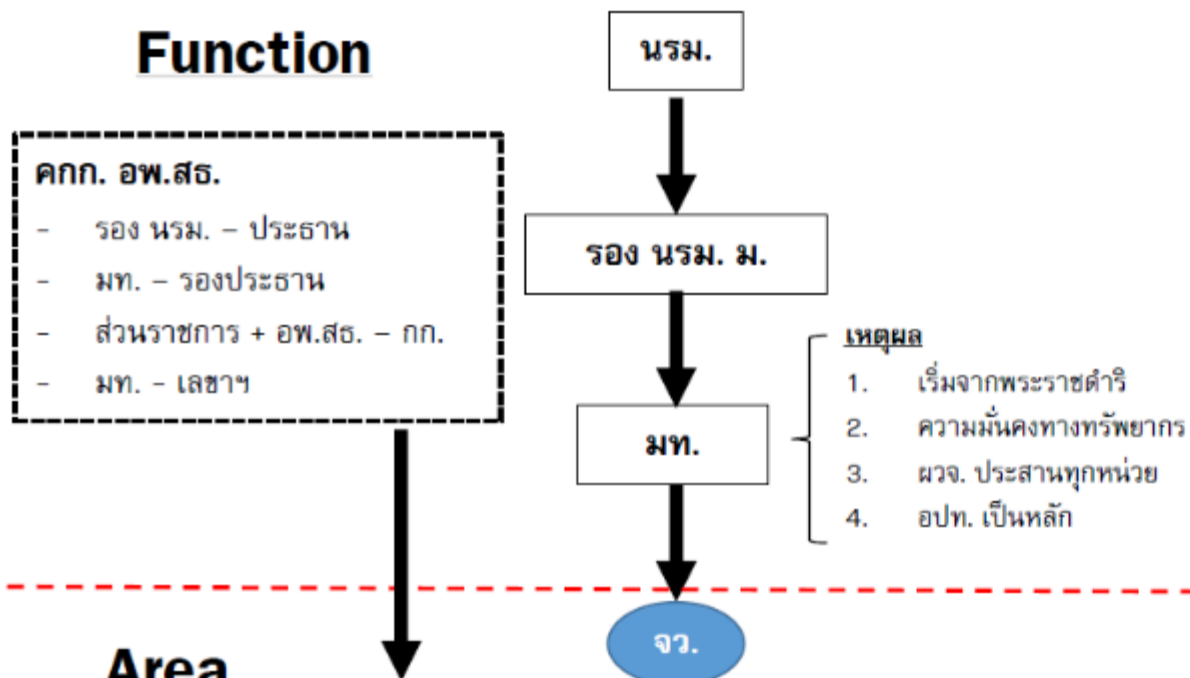 Function
นรม.
คกก. อพ.สธ.
- รอง นรม. – ประธาน
- มท. – รองประธาน
- ส่วนราชการ + อพ.สธ. – กก.
- มท. - เลขาฯ
รอง นรม. ม.
มท.
เหตุผล
1. เริ่มจากพระราชดำริ
2. ความมั่นคงทางทรัพยากร
3. ผวจ. ประสานทุกหน่วย
4. อปท. เป็นหลัก
จว.
Area